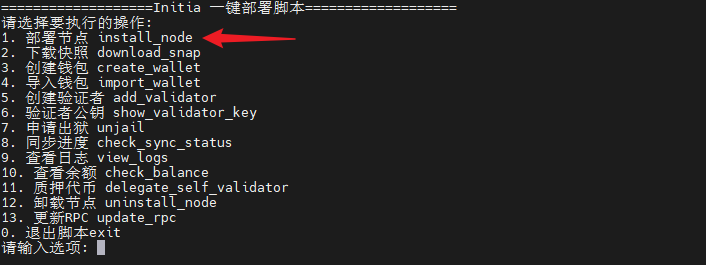 ====================Initia 一键部署脚本====================
请选择要执行的操作:
1. 部署节点 install_node
2. 下载快照 download_snap
3. 创建钱包 create_wallet
4. 导入钱包 import_wallet
5. 创建验证者 add_validator
6. 验证者公钥 show_validator_key
7. 申请出狱 unjail
8. 同步进度 check_sync_status
9. 查看日志 view_logs
10. 查看余额 check_balance
11. 质押代币 delegate_self_validator
12. 卸载节点 uninstall_node
13. 更新RPC update_rpc
0. 退出脚本exit
请输入选项: